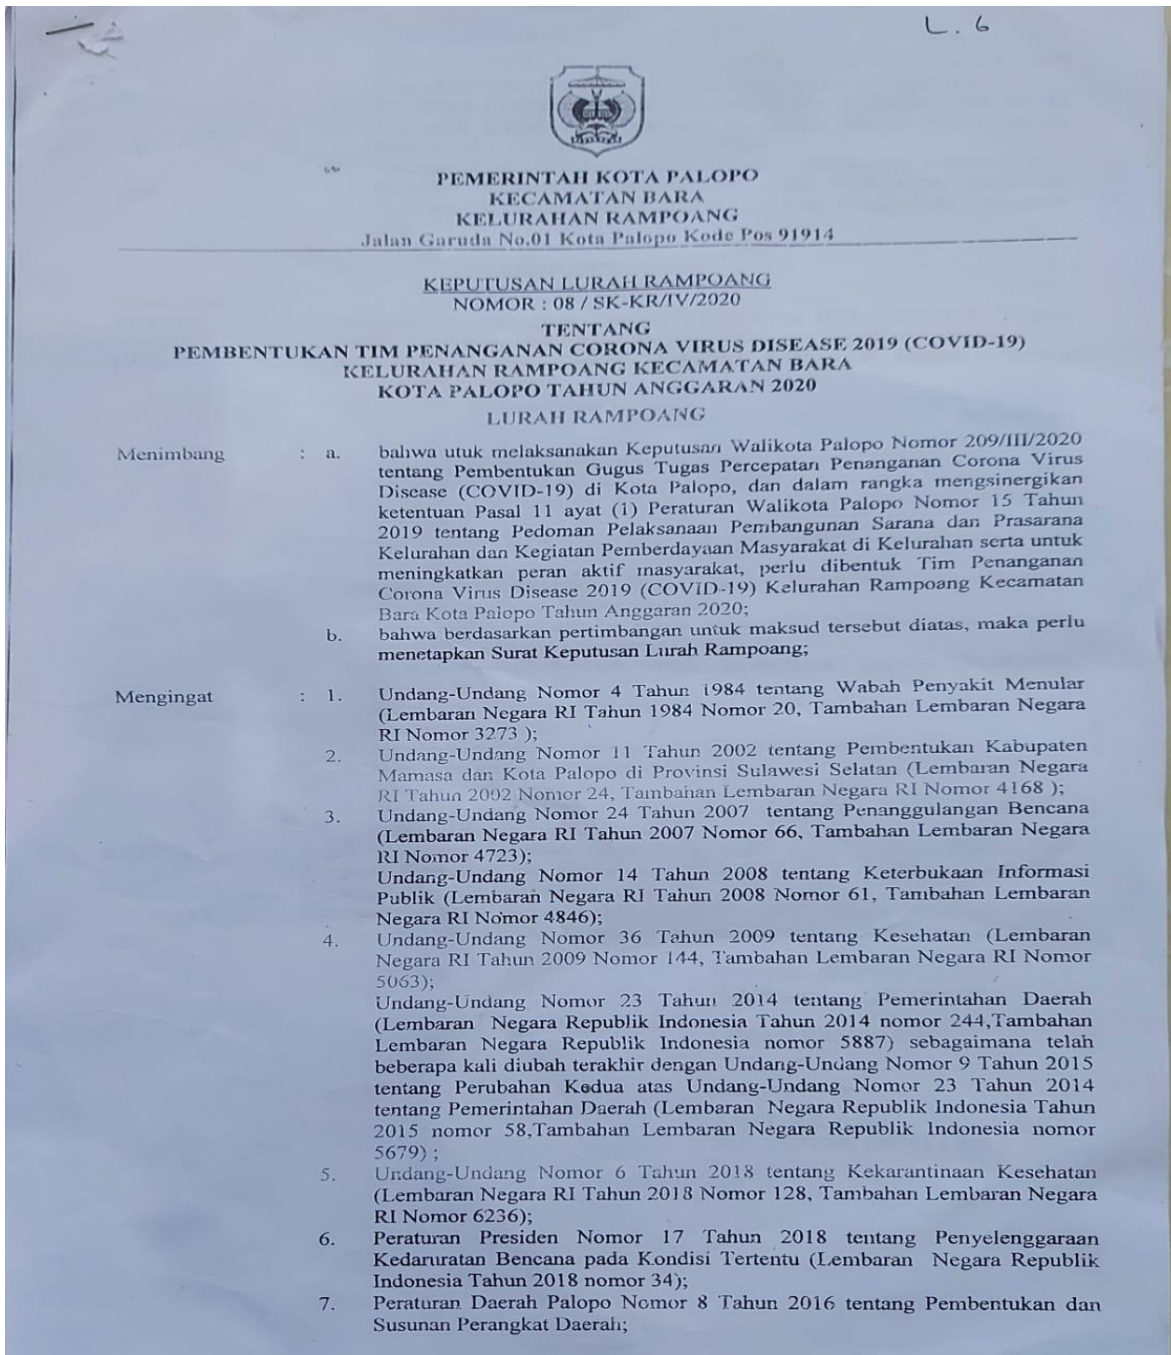 L. 6
PEMERINTAH KOTA PALOPO
KECAMATAN BARA
KELURAHAN RAMPOANG
Jalan Garuda No.01 Kota Palopo Kode Pos 91914
KEPUTUSAN LURAH RAMPOANG
NOMOR : 08 / SK-KR/IV/2020
TENTANG
PEMBENTUKAN TIM PENANGANAN CORONA VIRUS DISEASE 2019 (COVID-19)
KELURAHAN RAMPOANG KECAMATAN BARA
KOTA PALOPO TAHUN ANGGARAN 2020
LURAH RAMPOANG
Menimbang : a. bahwa utuk melaksanakan Keputusan Walikota Palopo Nomor 209/III/2020
tentang Pembentukan Gugus Tugas Percepatan Penanganan Corona Virus
Disease (COVID-19) di Kota Palopo, dan dalam rangka mengsinergikan
ketentuan Pasal 11 ayat (1) Peraturan Walikota Palopo Nomor 15 Tahun
2019 tentang Pedoman Pelaksanaan Pembangunan Sarana dan Prasarana
Kelurahan dan Kegiatan Pemberdayaan Masyarakat di Kelurahan serta untuk
meningkatkan peran aktif masyarakat, perlu dibentuk Tim Penanganan
Corona Virus Disease 2019 (COVID-19) Kelurahan Rampoang Kecamatan
Bara Kota Palopo Tahun Anggaran 2020;
b. bahwa berdasarkan pertimbangan untuk maksud tersebut diatas, maka perlu
menetapkan Surat Keputusan Lurah Rampoang;
Mengingat : 1. Undang-Undang Nomor 4 Tahun 1984 tentang Wabah Penyakit Menular
(Lembaran Negara RI Tahun 1984 Nomor 20, Tambahan Lembaran Negara
RI Nomor 3273 );
2. Undang-Undang Nomor 11 Tahun 2002 tentang Pembentukan Kabupaten
Mamasa dan Kota Palopo di Provinsi Sulawesi Selatan (Lembaran Negara
RI Tahun 2002 Nomor 24, Tambahan Lembaran Negara RI Nomor 4168 );
3. Undang-Undang Nomor 24 Tahun 2007 tentang Penanggulangan Bencana
(Lembaran Negara RI Tahun 2007 Nomor 66, Tambahan Lembaran Negara
RI Nomor 4723);
Undang-Undang Nomor 14 Tahun 2008 tentang Keterbukaan Informasi
Publik (Lembaran Negara RI Tahun 2008 Nomor 61, Tambahan Lembaran
Negara RI Nomor 4846);
4. Undang-Undang Nomor 36 Tahun 2009 tentang Kesehatan (Lembaran
Negara RI Tahun 2009 Nomor 144, Tambahan Lembaran Negara RI Nomor
5063);
Undang-Undang Nomor 23 Tahun 2014 tentang Pemerintahan Daerah
(Lembaran Negara Republik Indonesia Tahun 2014 nomor 244,Tambahan
Lembaran Negara Republik Indonesia nomor 5887) sebagaimana telah
beberapa kali diubah terakhir dengan Undang-Undang Nomor 9 Tahun 2015
tentang Perubahan Kedua atas Undang-Undang Nomor 23 Tahun 2014
tentang Pemerintahan Daerah (Lembaran Negara Republik Indonesia Tahun
2015 nomor 58,Tambahan Lembaran Negara Republik Indonesia nomor
5679) ;
5. Undang-Undang Nomor 6 Tahun 2018 tentang Kekarantinaan Kesehatan
(Lembaran Negara RI Tahun 2018 Nomor 128, Tambahan Lembaran Negara
RI Nomor 6236);
6. Peraturan Presiden Nomor 17 Tahun 2018 tentang Penyelenggaraan
Kedaruratan Bencana pada Kondisi Tertentu (Lembaran Negara Republik
Indonesia Tahun 2018 nomor 34);
7. Peraturan Daerah Palopo Nomor 8 Tahun 2016 tentang Pembentukan dan
Susunan Perangkat Daerah;